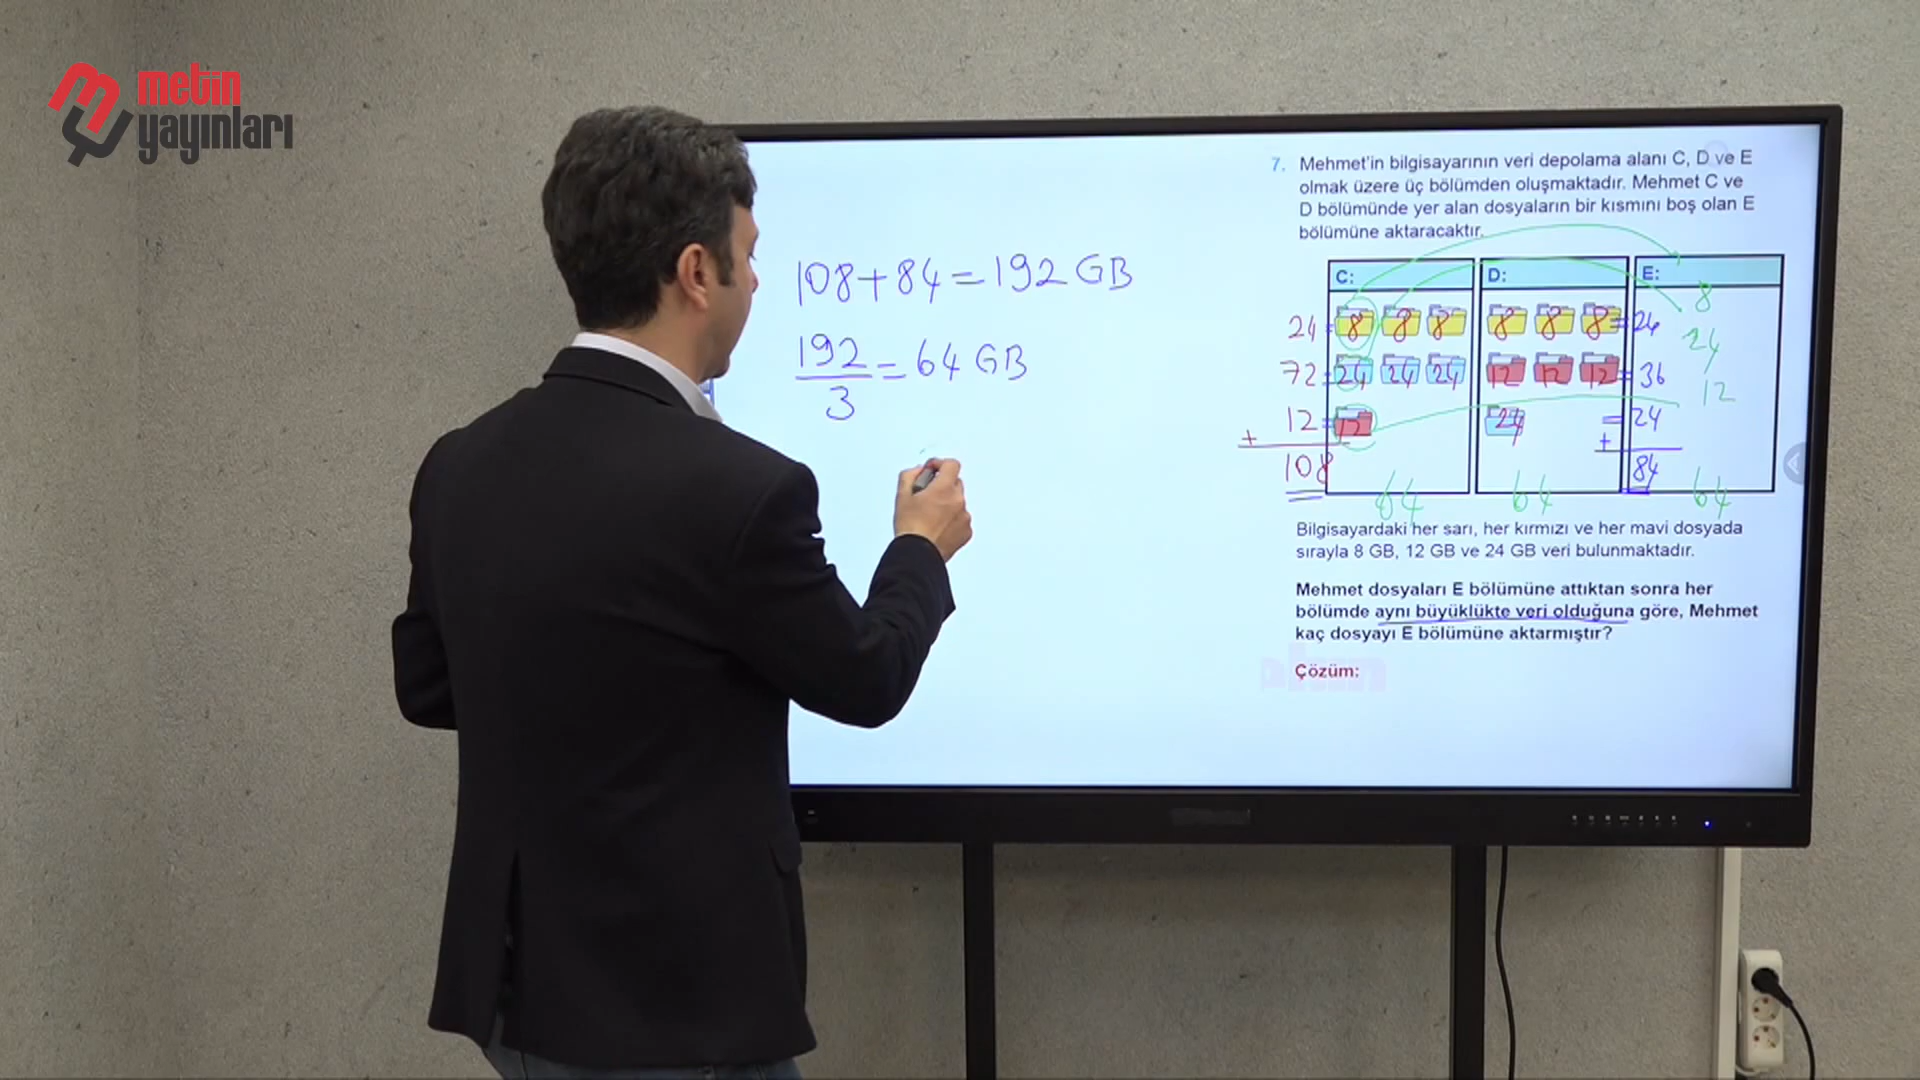 metin
yayınları
108+84=192 GB
192
3
=64 GB
7. Mehmet'in bilgisayarının veri depolama alanı C, D ve E
olmak üzere üç bölümden oluşmaktadır. Mehmet C ve
D bölümünde yer alan dosyaların bir kısmını boş olan E
bölümüne aktaracaktır.
C: D: E:
8
24 = 8 8 8 8 8 8 = 24
24
72 = 24 24 24 12 12 12 = 36
12
12 = 12 24 = 24
+ +
108 84
64 64 64
Bilgisayardaki her sarı, her kırmızı ve her mavi dosyada
sırayla 8 GB, 12 GB ve 24 GB veri bulunmaktadır.
Mehmet dosyaları E bölümüne attıktan sonra her
bölümde aynı büyüklükte veri olduğuna göre, Mehmet
kaç dosyayı E bölümüne aktarmıştır?
Çözüm: